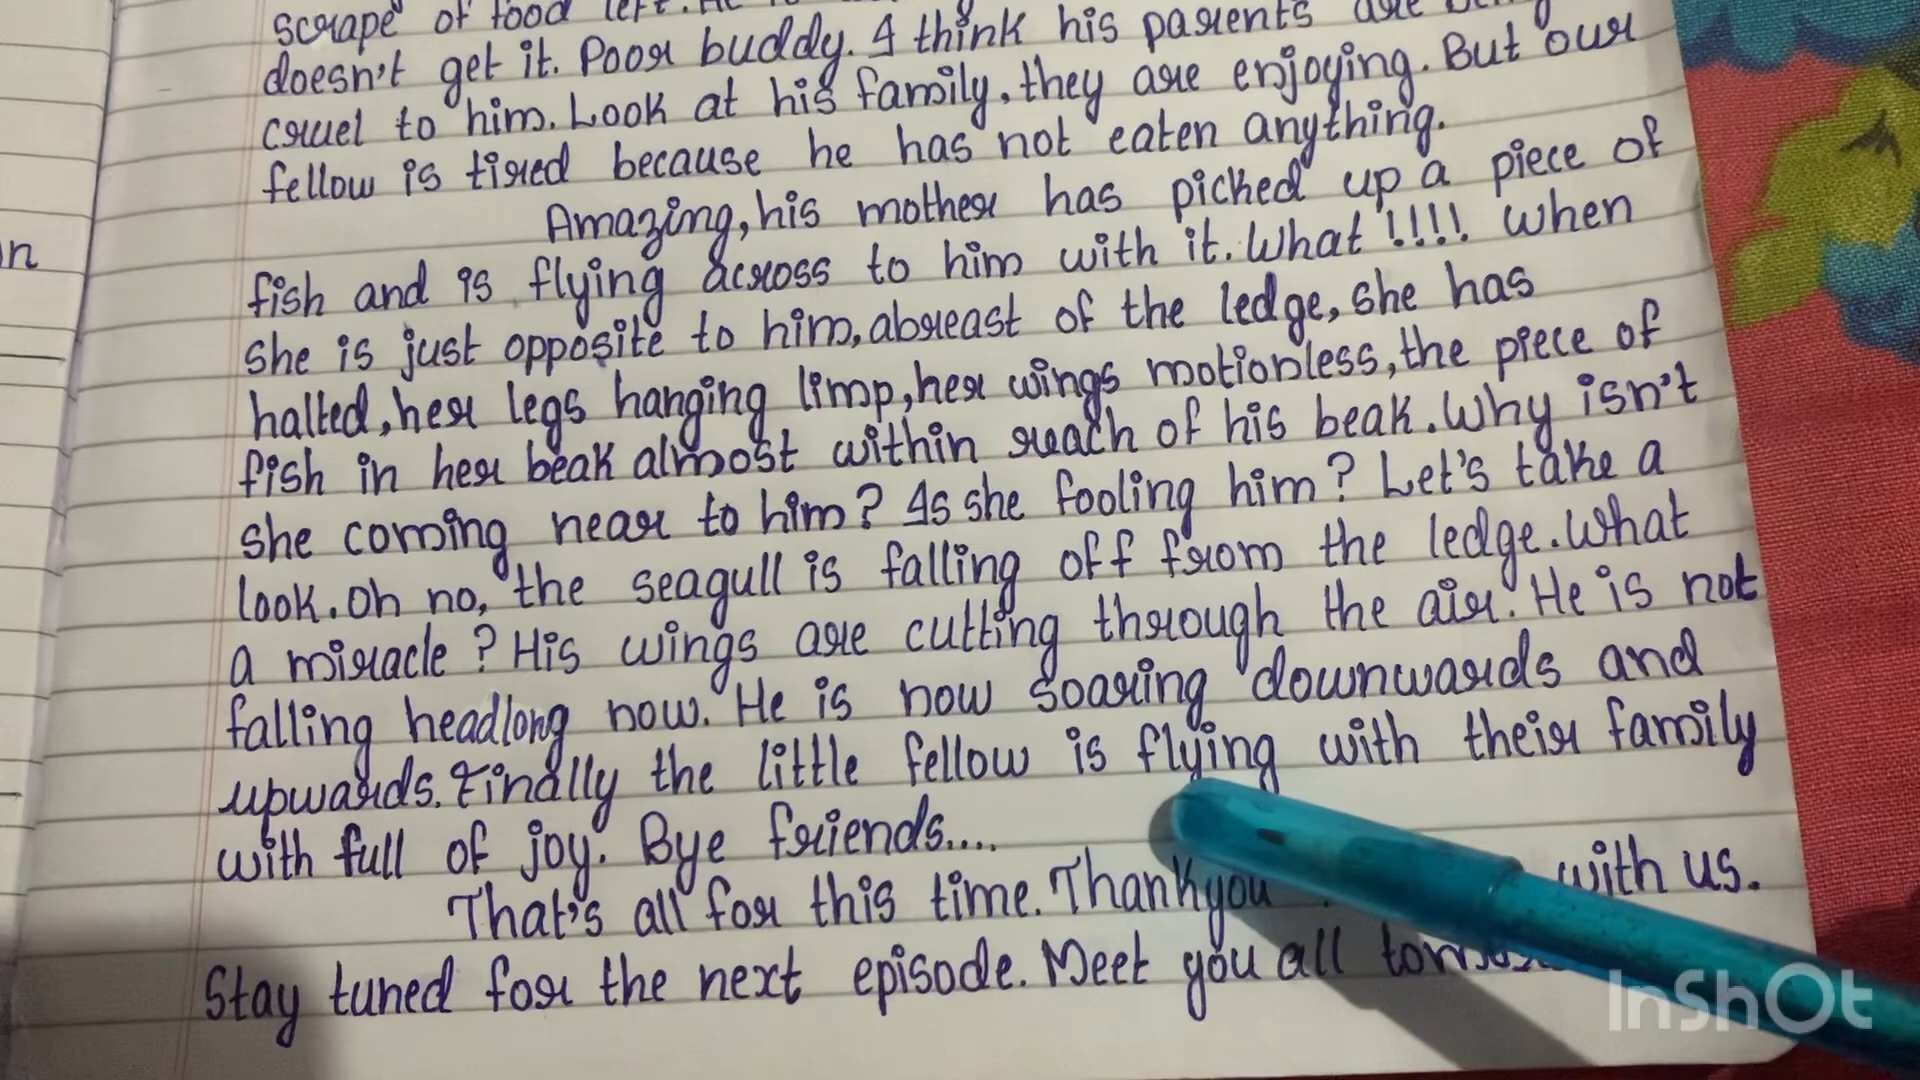 scrape of food left. He
doesn't get it. Poor buddy. I think his parents are
cruel to him. Look at his family, they are enjoying. But our
fellow is tired because he has not eaten anything.
Amazing, his mother has picked up a piece of
fish and is flying across to him with it. What !!!! When
she is just opposite to him, abreast of the ledge, she has
halted, her legs hanging limp, her wings motionless, the piece of
fish in her beak almost within reach of his beak. Why isn't
she coming near to him? Is she fooling him? Let's take a
look. Oh no, the seagull is falling off from the ledge. What
a miracle? His wings are cutting through the air. He is not
falling headlong now. He is now soaring downwards and
upwards. Finally the little fellow is flying with their family
with full of joy. Bye friends....
That's all for this time. Thankyou with us.
Stay tuned for the next episode. Meet you all
n
InShOt